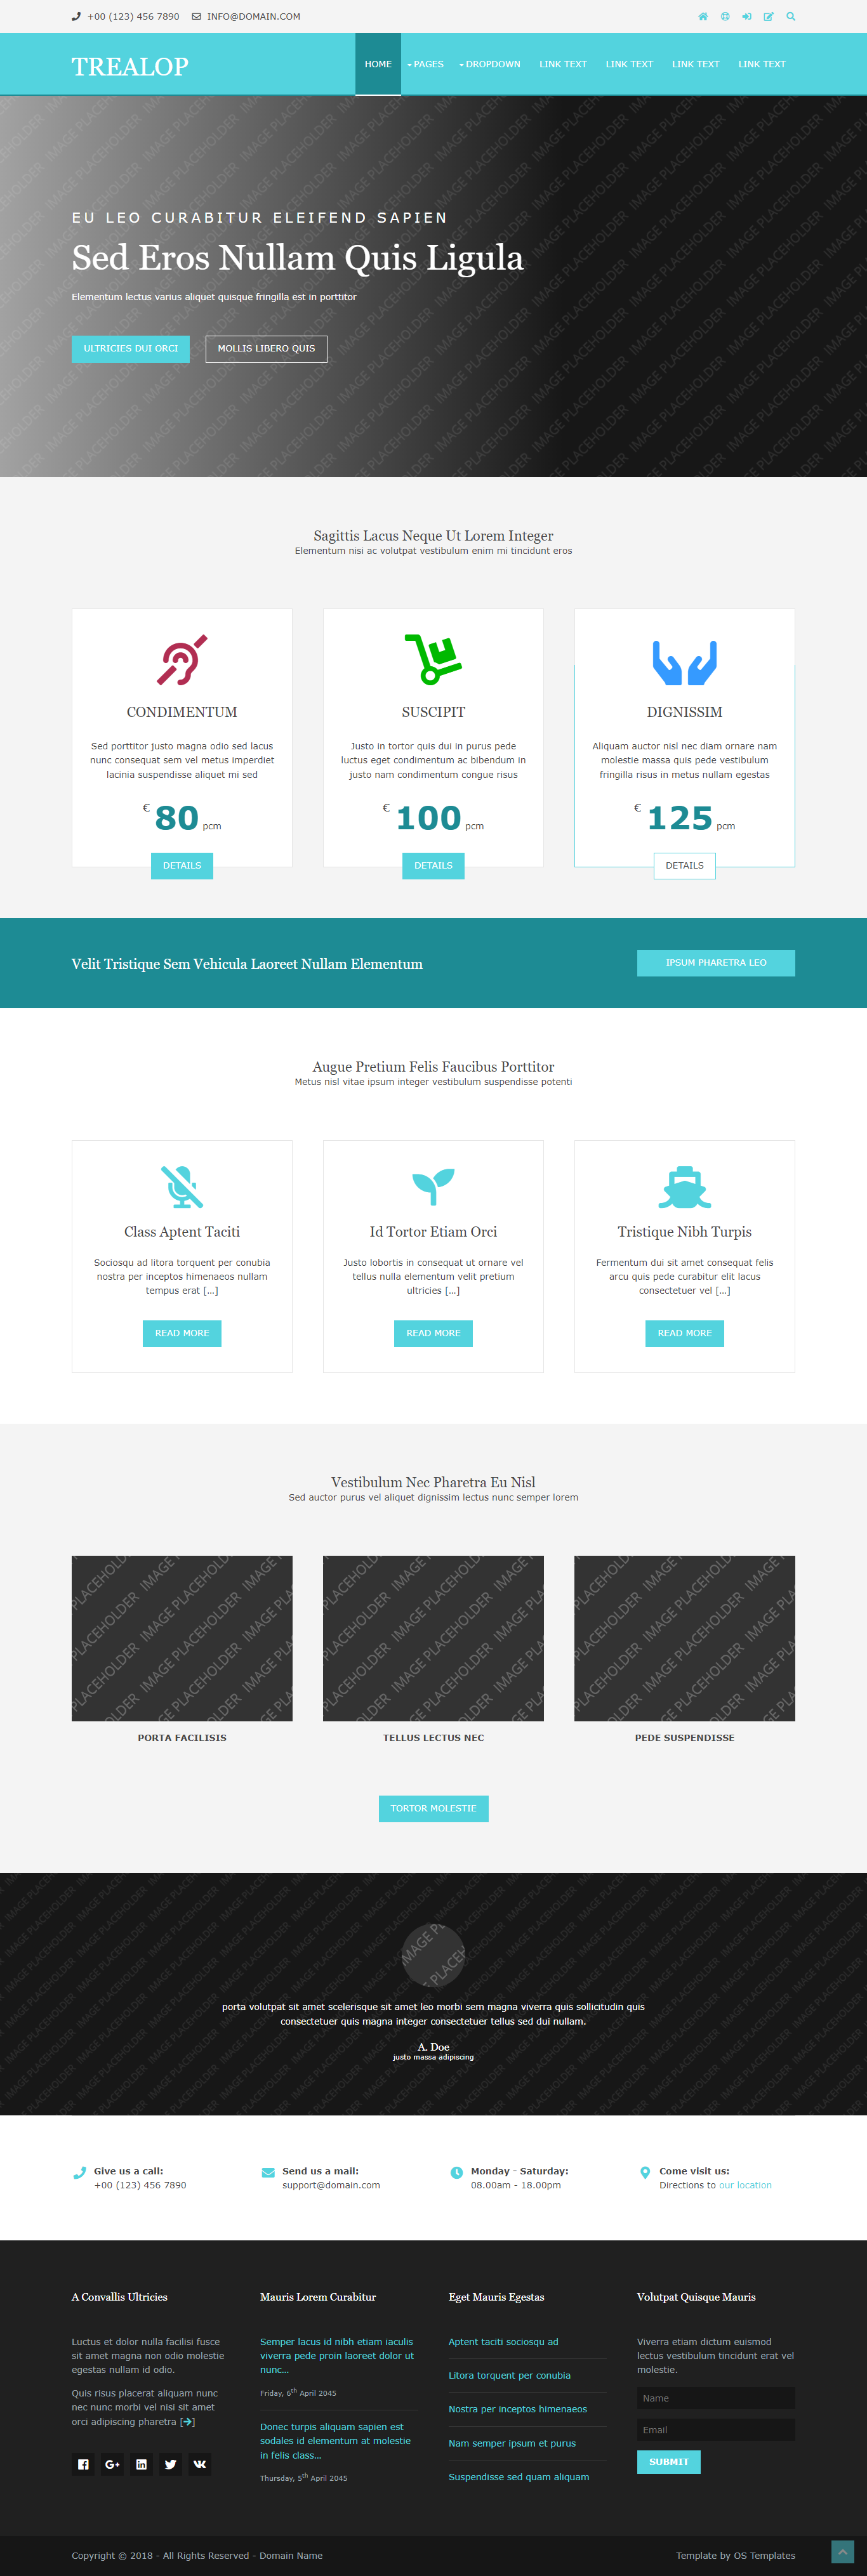 +00 (123) 456 7890 INFO@DOMAIN.COM
TREALOP
HOME PAGES DROPDOWN LINK TEXT LINK TEXT LINK TEXT LINK TEXT
EU LEO CURABITUR ELEIFEND SAPIEN
Sed Eros Nullam Quis Ligula
Elementum lectus varius aliquet quisque fringilla est in porttitor
ULTRICIES DUI ORCI MOLLIS LIBERO QUIS
IMAGE PLACEHOLDER
Sagittis Lacus Neque Ut Lorem Integer
Elementum nisi ac volutpat vestibulum enim mi tincidunt eros
CONDIMENTUM
Sed porttitor justo magna odio sed lacus
nunc consequat sem vel metus imperdiet
lacinia suspendisse aliquet mi sed
€ 80 pcm
DETAILS
SUSCIPIT
Justo in tortor quis dui in purus pede
luctus eget condimentum ac bibendum in
justo nam condimentum congue risus
€ 100 pcm
DETAILS
DIGNISSIM
Aliquam auctor nisl nec diam ornare nam
molestie massa quis pede vestibulum
fringilla risus in metus nullam egestas
€ 125 pcm
DETAILS
Velit Tristique Sem Vehicula Laoreet Nullam Elementum
IPSUM PHARETRA LEO
Augue Pretium Felis Faucibus Porttitor
Metus nisl vitae ipsum integer vestibulum suspendisse potenti
Class Aptent Taciti
Sociosqu ad litora torquent per conubia
nostra per inceptos himenaeos nullam
tempus erat [...]
READ MORE
Id Tortor Etiam Orci
Justo lobortis in consequat ut ornare vel
tellus nulla elementum velit pretium
ultricies [...]
READ MORE
Tristique Nibh Turpis
Fermentum dui sit amet consequat felis
arcu quis pede curabitur elit lacus
consectetuer vel [...]
READ MORE
Vestibulum Nec Pharetra Eu Nisl
Sed auctor purus vel aliquet dignissim lectus nunc semper lorem
IMAGE PLACEHOLDER
IMAGE PLACEHOLDER
IMAGE PLACEHOLDER
PORTA FACILISIS
TELLUS LECTUS NEC
PEDE SUSPENDISSE
TORTOR MOLESTIE
IMAGE PLACEHOLDER
porta volutpat sit amet scelerisque sit amet leo morbi sem magna viverra quis sollicitudin quis
consectetuer quis magna integer consectetuer tellus sed dui nullam.
A. Doe
justo massa adipiscing
Give us a call:
+00 (123) 456 7890
Send us a mail:
support@domain.com
Monday - Saturday:
08.00am - 18.00pm
Come visit us:
Directions to our location
A Convallis Ultricies
Luctus et dolor nulla facilisi fusce
sit amet magna non odio molestie
egestas nullam id odio.
Quis risus placerat aliquam nunc
nec nunc morbi vel nisi sit amet
orci adipiscing pharetra [→]
Mauris Lorem Curabitur
Semper lacus id nibh etiam iaculis
viverra pede proin laoreet dolor ut
nunc...
Friday, 6th April 2045
Donec turpis aliquam sapien est
sodales id elementum at molestie
in felis class...
Thursday, 5th April 2045
Eget Mauris Egestas
Aptent taciti sociosqu ad
Litora torquent per conubia
Nostra per inceptos himenaeos
Nam semper ipsum et purus
Suspendisse sed quam aliquam
Volutpat Quisque Mauris
Viverra etiam dictum euismod
lectus vestibulum tincidunt erat vel
molestie.
Name
Email
SUBMIT
Copyright © 2018 - All Rights Reserved - Domain Name
Template by OS Templates